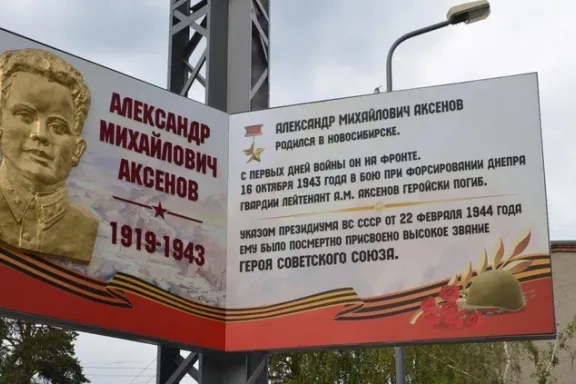 АЛЕКСАНДР
МИХАЙЛОВИЧ
АКСЕНОВ
1919-1943
АЛЕКСАНДР МИХАЙЛОВИЧ АКСЕНОВ
РОДИЛСЯ В НОВОСИБИРСКЕ.
С ПЕРВЫХ ДНЕЙ ВОЙНЫ ОН НА ФРОНТЕ.
16 ОКТЯБРЯ 1943 ГОДА В БОЮ ПРИ ФОРСИРОВАНИИ ДНЕПРА
ГВАРДИИ ЛЕЙТЕНАНТ А.М. АКСЕНОВ ГЕРОЙСКИ ПОГИБ.
УКАЗОМ ПРЕЗИДИУМА ВС СССР ОТ 22 ФЕВРАЛЯ 1944 ГОДА
ЕМУ БЫЛО ПОСМЕРТНО ПРИСВОЕНО ВЫСОКОЕ ЗВАНИЕ
ГЕРОЯ СОВЕТСКОГО СОЮЗА.